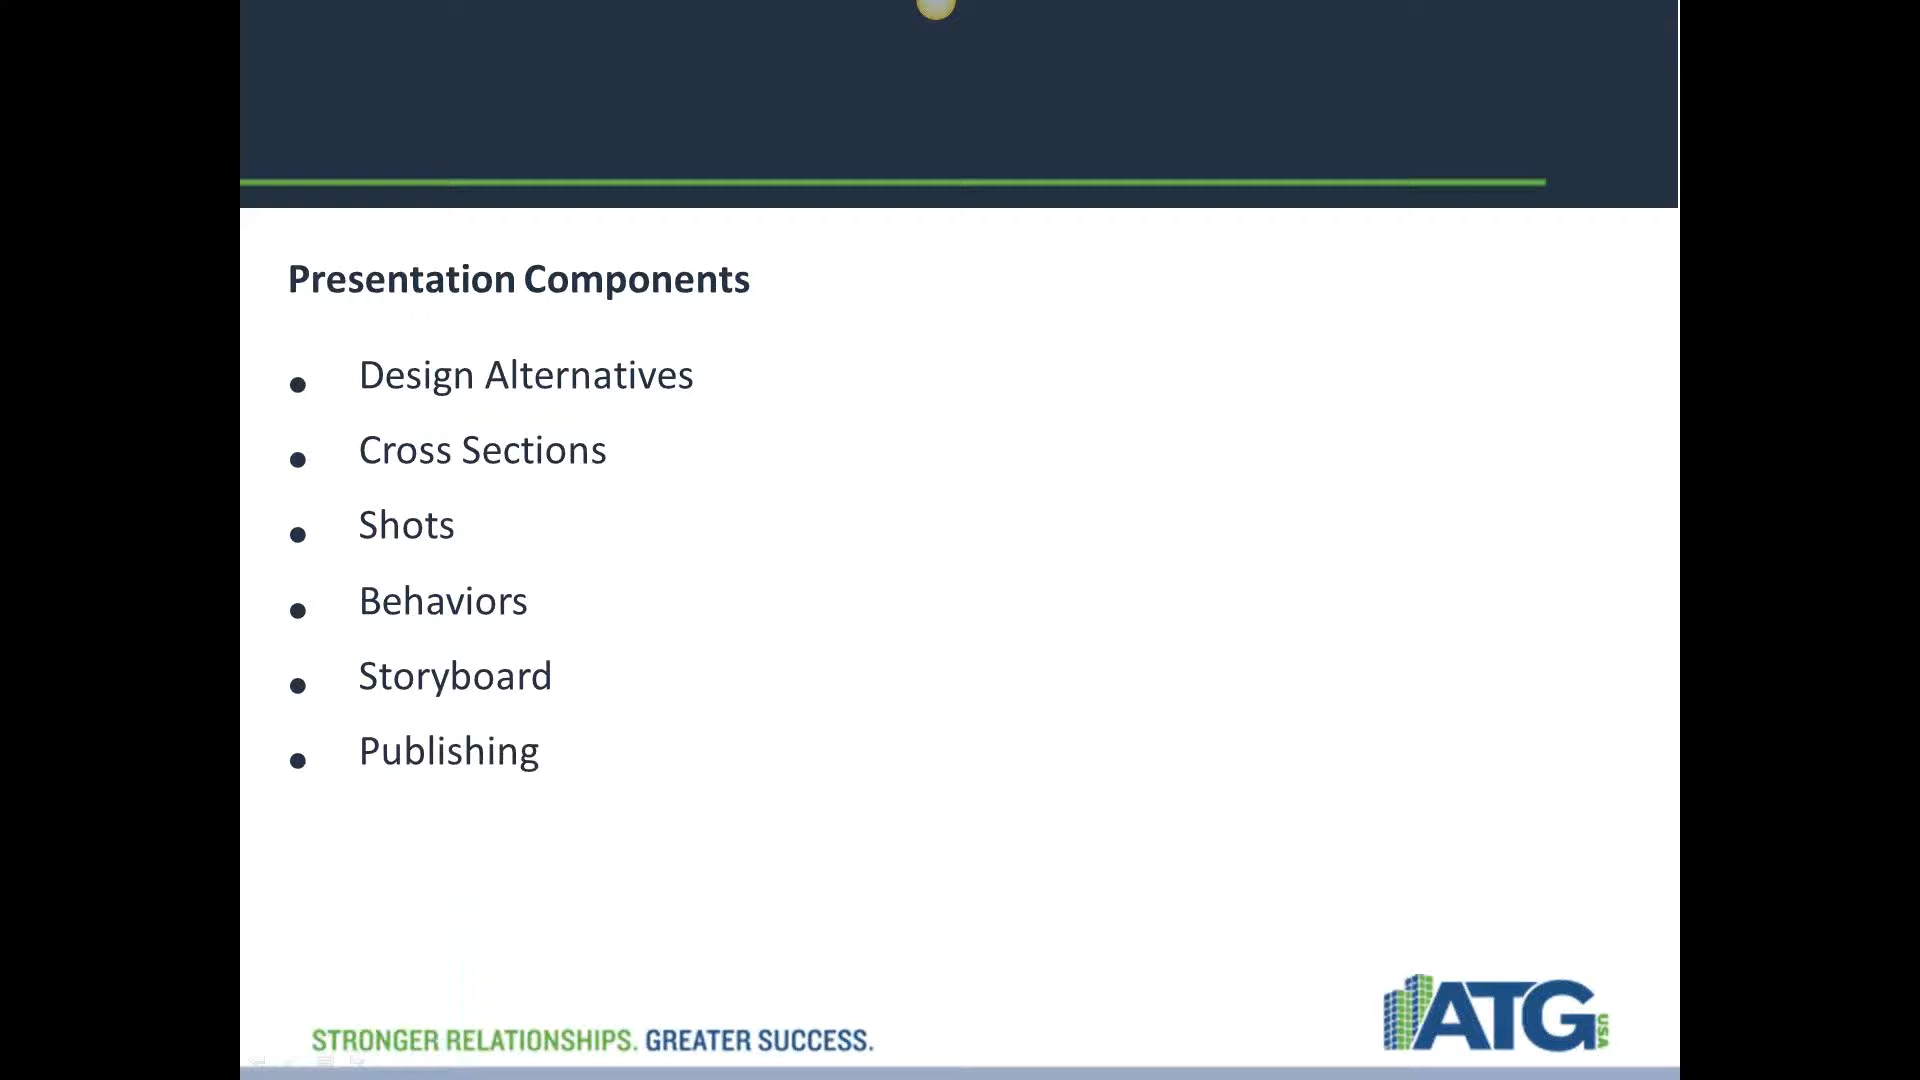 Presentation Components
• Design Alternatives
• Cross Sections
• Shots
• Behaviors
• Storyboard
• Publishing
STRONGER RELATIONSHIPS. GREATER SUCCESS.
ATG USA